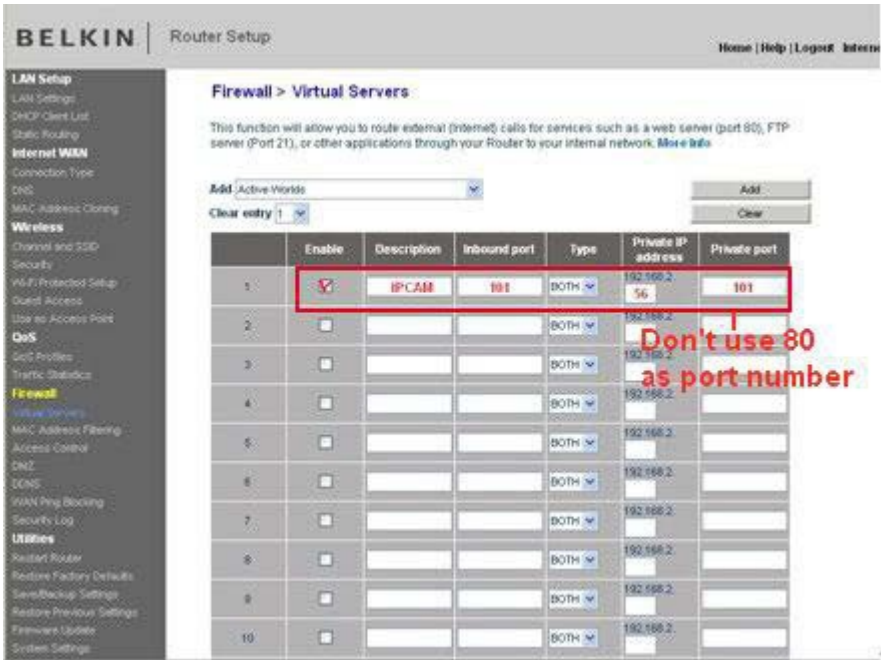 BELKIN
Router Setup
Home | Help | Logout Interne
LAN Setup
LAN Settings
DHCP Client List
Static Routing
Internet WAN
Connection Type
DNS
MAC Address Cloning
Wireless
Channel and SSID
Security
Wi-Fi Protected Setup
Guest Access
Use as Access Point
QoS
QoS Profiles
Traffic Statistics
Firewall
Virtual Servers
MAC Address Filtering
Access Control
DMZ
DDNS
WAN Ping Blocking
Security Log
Utilities
Restart Router
Restore Factory Defaults
Save/Backup Settings
Restore Previous Settings
Firmware Update
System Settings
Firewall > Virtual Servers
This function will allow you to route external (Internet) calls for services such as a web server (port 80), FTP
server (Port 21), or other applications through your Router to your internal network. More Info
Add Active Worlds Add
Clear entry 1 Clear
Enable Description Inbound port Type Private IP address Private port
1 IPCAM 101 BOTH 192.168.2. 56 101
2 BOTH 192.168.2.
Don't use 80
as port number
3 BOTH 192.168.2.
4 BOTH 192.168.2.
5 BOTH 192.168.2.
6 BOTH 192.168.2.
7 BOTH 192.168.2.
8 BOTH 192.168.2.
9 BOTH 192.168.2.
10 BOTH 192.168.2.